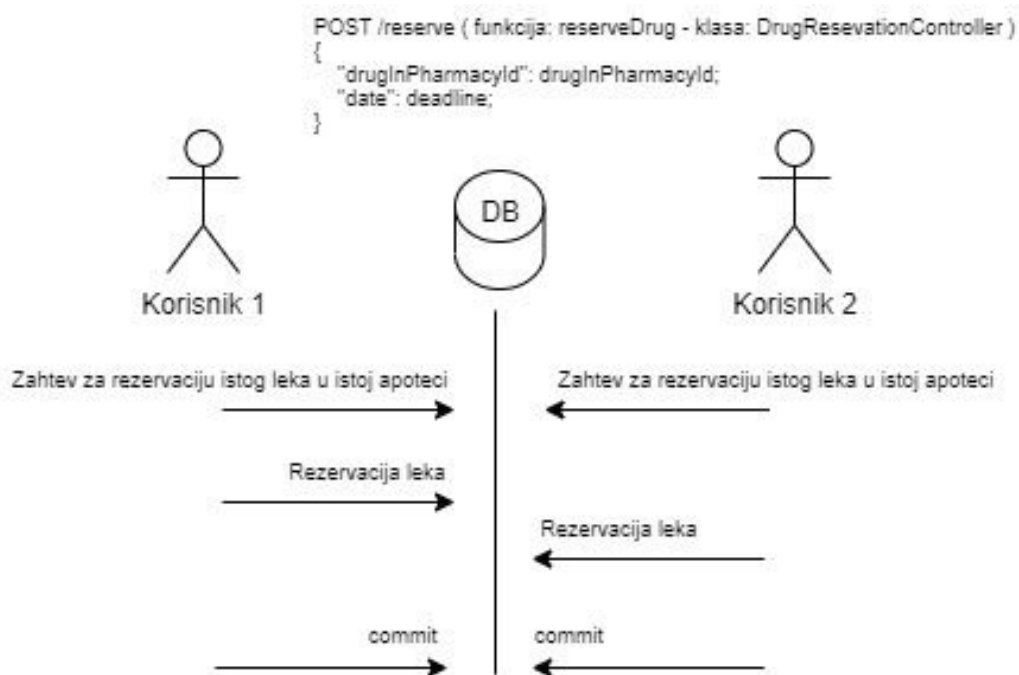 POST /reserve ( funkcija: reserveDrug - klasa: DrugResevationController )
{
"drugInPharmacyId": drugInPharmacyId;
"date": deadline;
}
DB
Korisnik 1
Korisnik 2
Zahtev za rezervaciju istog leka u istoj apoteci
Zahtev za rezervaciju istog leka u istoj apoteci
Rezervacija leka
Rezervacija leka
commit
commit